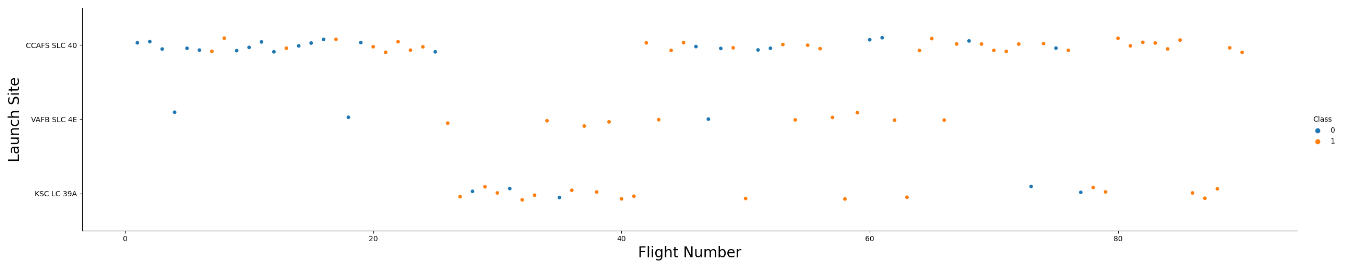 CCAFS SLC 40
VAFB SLC 4E
KSC LC 39A
Launch Site
0 20 40 60 80
Flight Number
Class
0
1